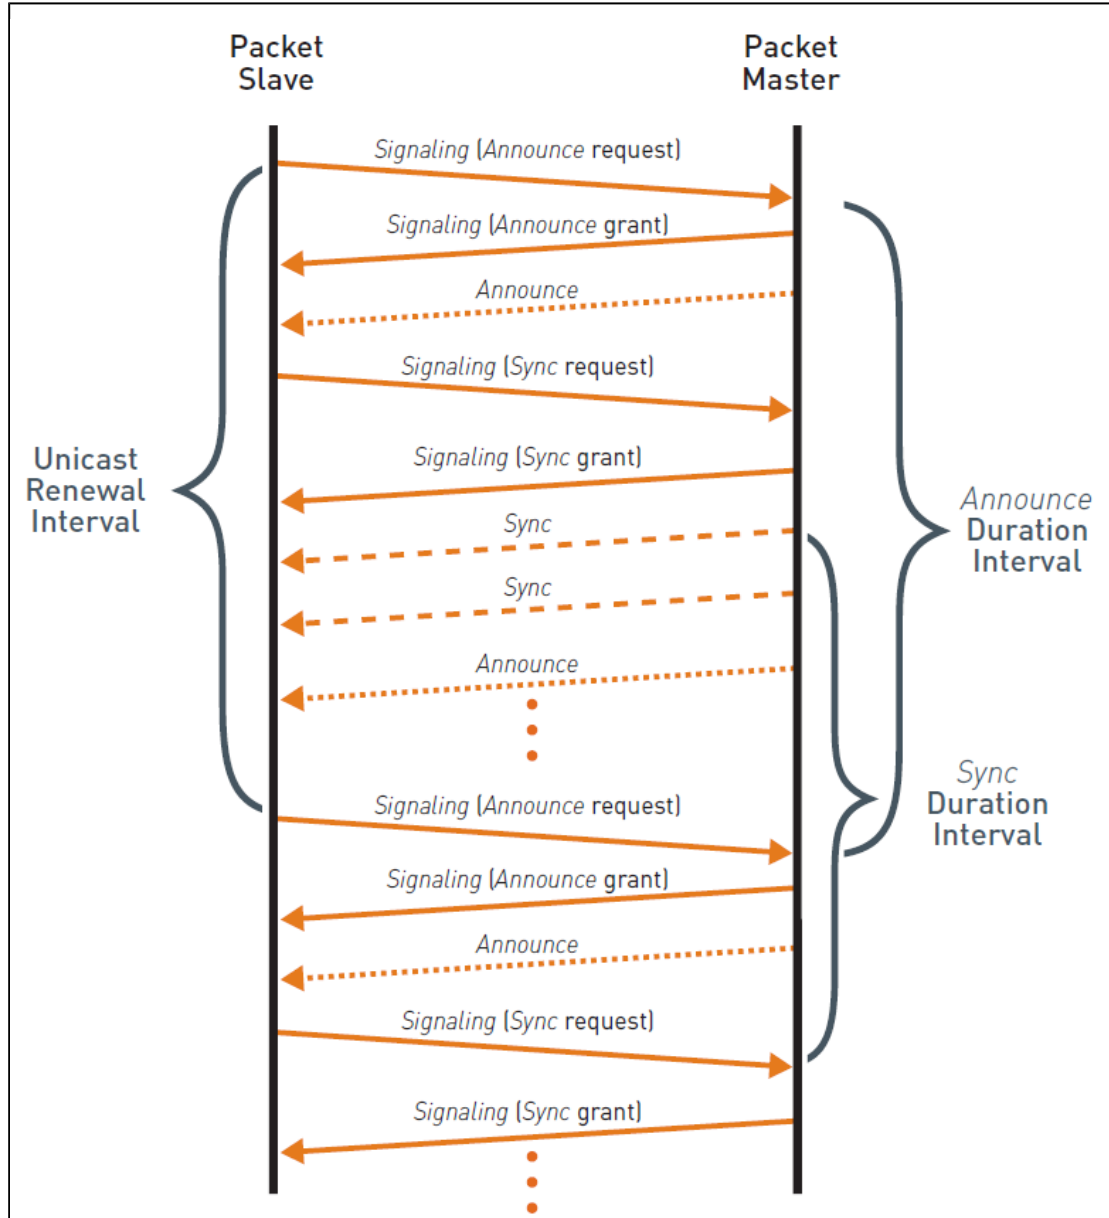 Packet
Slave
Packet
Master
Signaling (Announce request)
Signaling (Announce grant)
Announce
Signaling (Sync request)
Signaling (Sync grant)
Unicast
Renewal
Interval
Announce
Duration
Interval
Sync
Sync
Announce
Sync
Duration
Interval
Signaling (Announce request)
Signaling (Announce grant)
Announce
Signaling (Sync request)
Signaling (Sync grant)